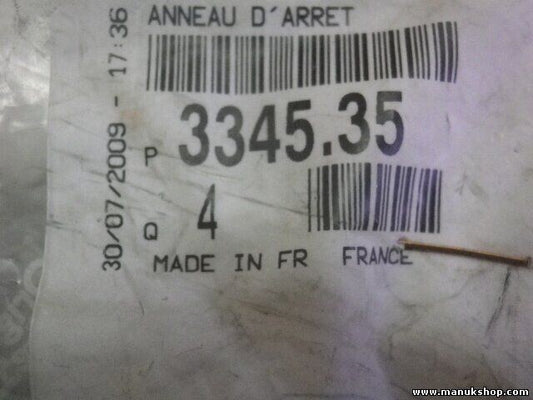 ANNEAU D'ARRET
30/07/2009 - 17:36
P 3345.35
Q 4
MADE IN FR FRANCE
www.manukshop.com